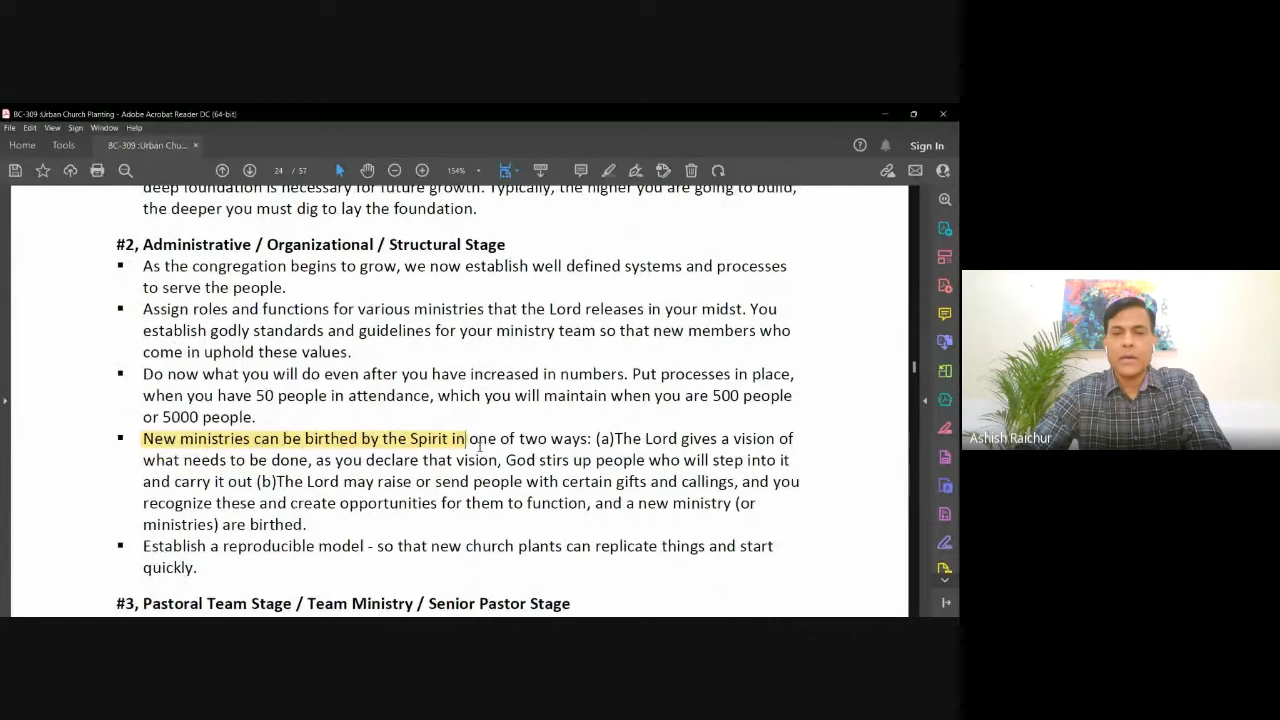 BC-309 :Urban Church Planting - Adobe Acrobat Reader DC (64-bit)
File Edit View Sign Window Help
Home Tools BC-309 :Urban Chu... × Sign In
24 / 57 154%
deep foundation is necessary for future growth. Typically, the higher you are going to build,
the deeper you must dig to lay the foundation.
#2, Administrative / Organizational / Structural Stage
▪ As the congregation begins to grow, we now establish well defined systems and processes
to serve the people.
▪ Assign roles and functions for various ministries that the Lord releases in your midst. You
establish godly standards and guidelines for your ministry team so that new members who
come in uphold these values.
▪ Do now what you will do even after you have increased in numbers. Put processes in place,
when you have 50 people in attendance, which you will maintain when you are 500 people
or 5000 people.
▪ New ministries can be birthed by the Spirit in one of two ways: (a)The Lord gives a vision of
what needs to be done, as you declare that vision, God stirs up people who will step into it
and carry it out (b)The Lord may raise or send people with certain gifts and callings, and you
recognize these and create opportunities for them to function, and a new ministry (or
ministries) are birthed.
▪ Establish a reproducible model - so that new church plants can replicate things and start
quickly.
#3, Pastoral Team Stage / Team Ministry / Senior Pastor Stage
Ashish Raichur